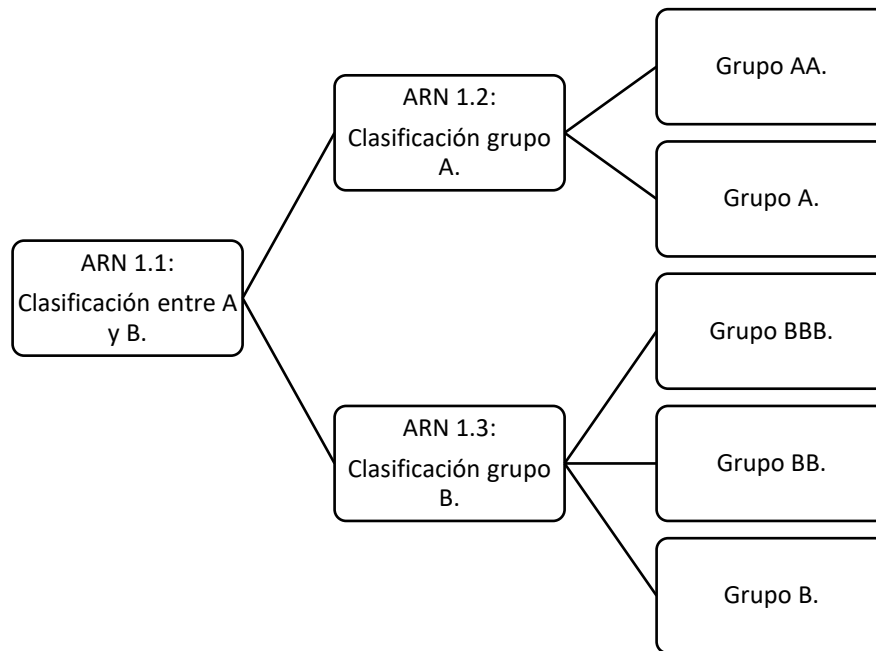 ARN 1.1:
Clasificación entre A
y B.
ARN 1.2:
Clasificación grupo
A.
Grupo AA.
Grupo A.
ARN 1.3:
Clasificación grupo
B.
Grupo BBB.
Grupo BB.
Grupo B.